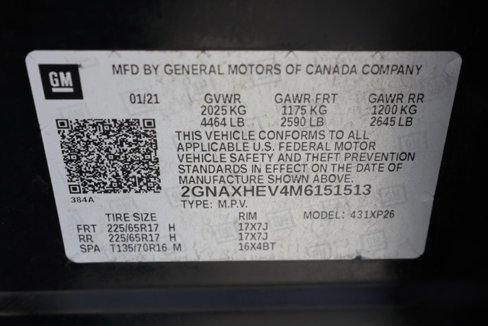 GM
MFD BY GENERAL MOTORS OF CANADA COMPANY
01/21 GVWR GAWR FRT GAWR RR
2025 KG 1175 KG 1200 KG
4464 LB 2590 LB 2645 LB
THIS VEHICLE CONFORMS TO ALL
APPLICABLE U.S. FEDERAL MOTOR
VEHICLE SAFETY AND THEFT PREVENTION
STANDARDS IN EFFECT ON THE DATE OF
MANUFACTURE SHOWN ABOVE.
2GNAXHEV4M6151513
384A TYPE: M.P.V.
TIRE SIZE RIM MODEL: 431XP26
FRT 225/65R17 H 17X7J
RR 225/65R17 H 17X7J
SPA T135/70R16 M 16X4BT